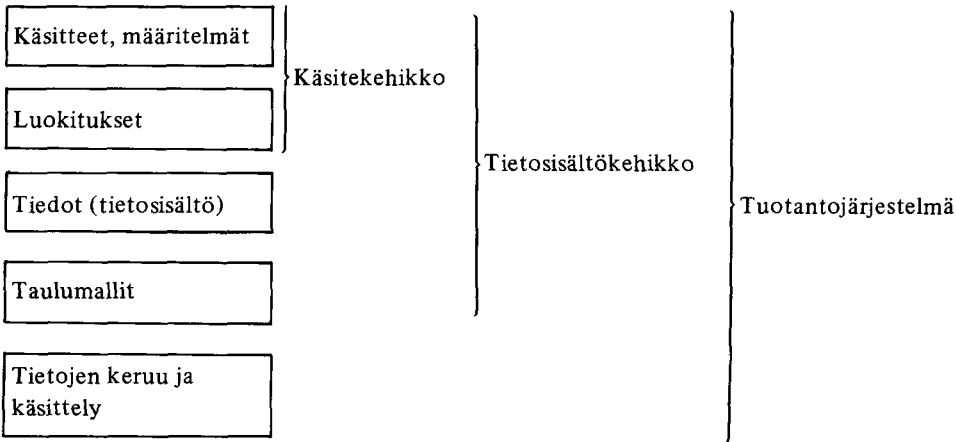 Käsitteet, määritelmät
Käsitekehikko
Luokitukset
Tietosisältökehikko
Tiedot (tietosisältö)
Tuotantojärjestelmä
Taulumallit
Tietojen keruu ja
käsittely